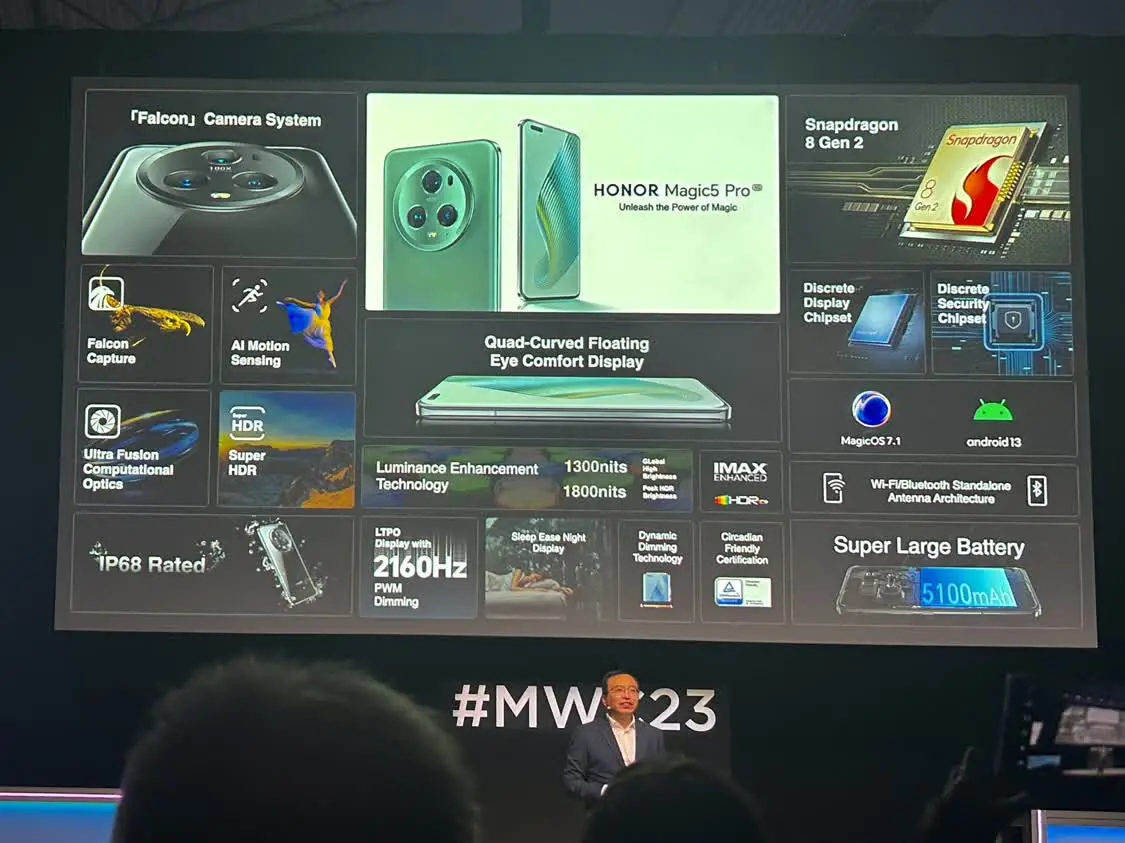 「Falcon」 Camera System
100X
HONOR Magic5 Pro 5G
Unleash the Power of Magic
Snapdragon
8 Gen 2
Snapdragon
8
Gen 2
Falcon
Capture
AI Motion
Sensing
Quad-Curved Floating
Eye Comfort Display
Discrete
Display
Chipset
Discrete
Security
Chipset
MagicOS 7.1
android 13
Ultra Fusion
Computational
Optics
Super
HDR
Super
HDR
Luminance Enhancement
Technology
1300nits
GLobal
High
Brightness
1800nits
Peak HDR
Brightness
IMAX
ENHANCED
HDR
Wi-Fi/Bluetooth Standalone
Antenna Architecture
IP68 Rated
LTPO
Display with
2160Hz
PWM
Dimming
Sleep Ease Night
Display
Dynamic
Dimming
Technology
Circadian
Friendly
Certification
Super Large Battery
5100mAh
#MW 23